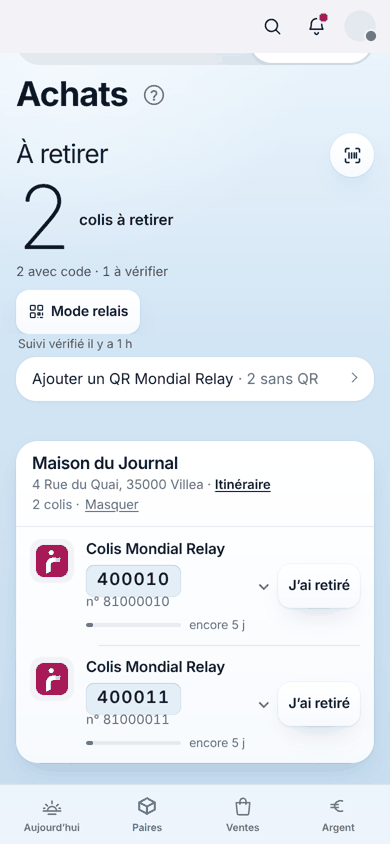 Achats ?
À retirer
2 colis à retirer
2 avec code · 1 à vérifier
Mode relais
Suivi vérifié il y a 1 h
Ajouter un QR Mondial Relay · 2 sans QR
Maison du Journal
4 Rue du Quai, 35000 Villea · Itinéraire
2 colis · Masquer
Colis Mondial Relay
400010
J’ai retiré
n° 81000010
encore 5 j
Colis Mondial Relay
400011
J’ai retiré
n° 81000011
encore 5 j
Aujourd’hui Paires Ventes Argent